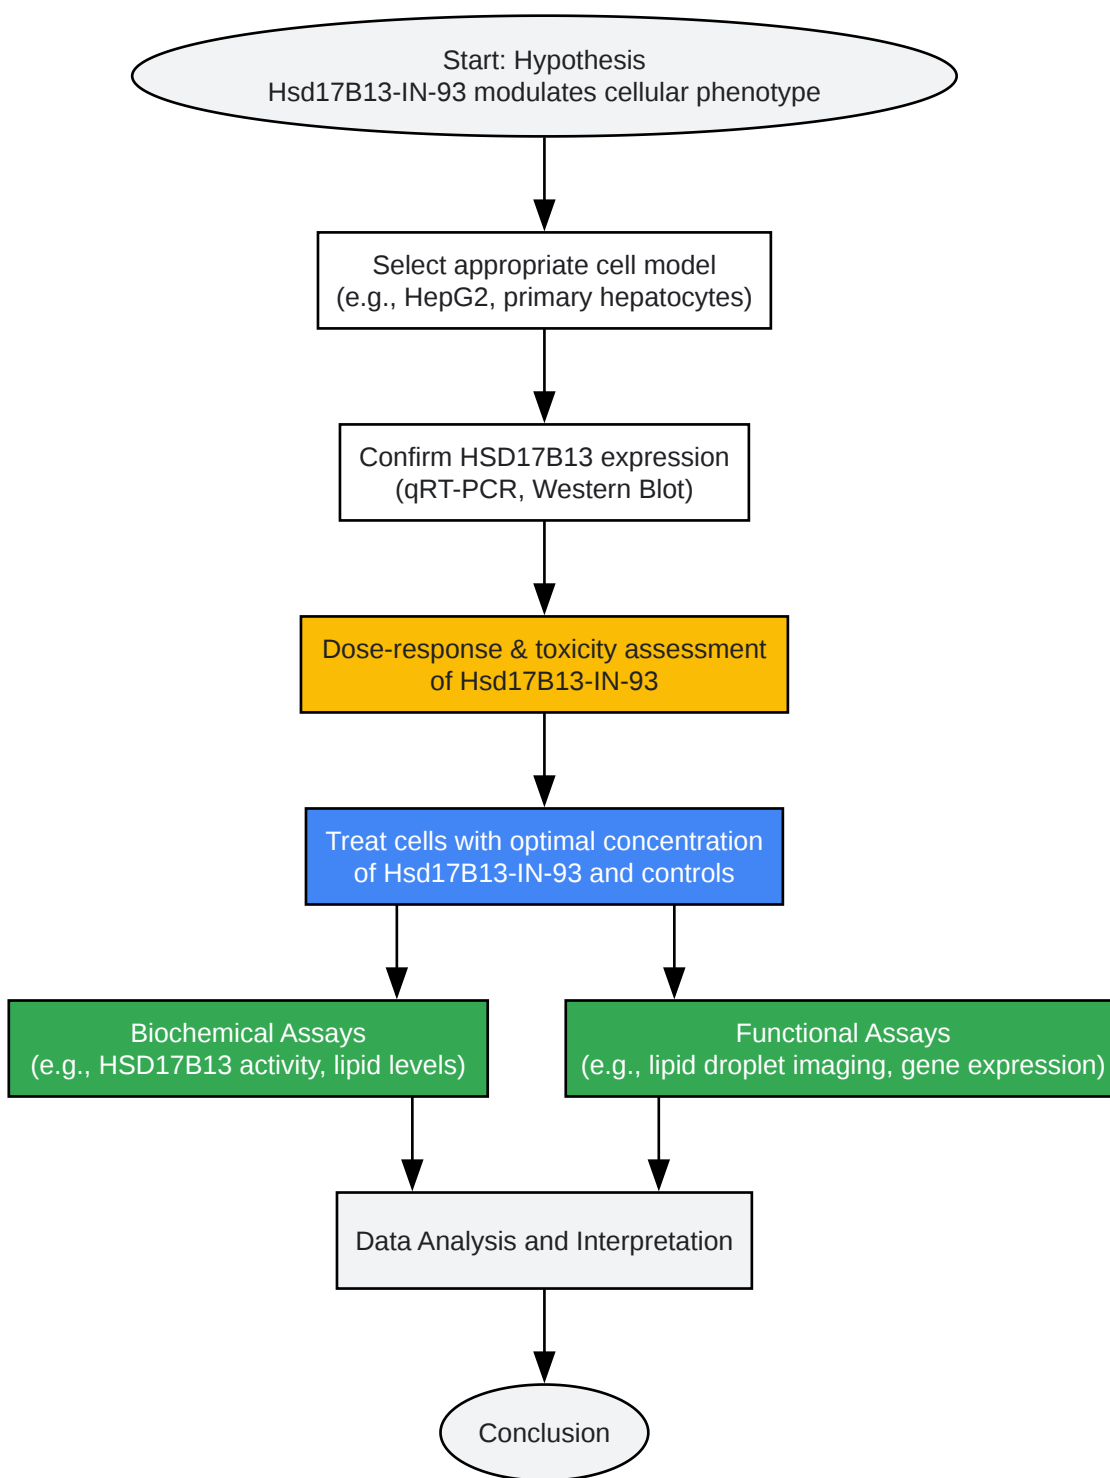 Start: Hypothesis
Hsd17B13-IN-93 modulates cellular phenotype
Select appropriate cell model
(e.g., HepG2, primary hepatocytes)
Confirm HSD17B13 expression
(qRT-PCR, Western Blot)
Dose-response & toxicity assessment
of Hsd17B13-IN-93
Treat cells with optimal concentration
of Hsd17B13-IN-93 and controls
Biochemical Assays
(e.g., HSD17B13 activity, lipid levels)
Functional Assays
(e.g., lipid droplet imaging, gene expression)
Data Analysis and Interpretation
Conclusion